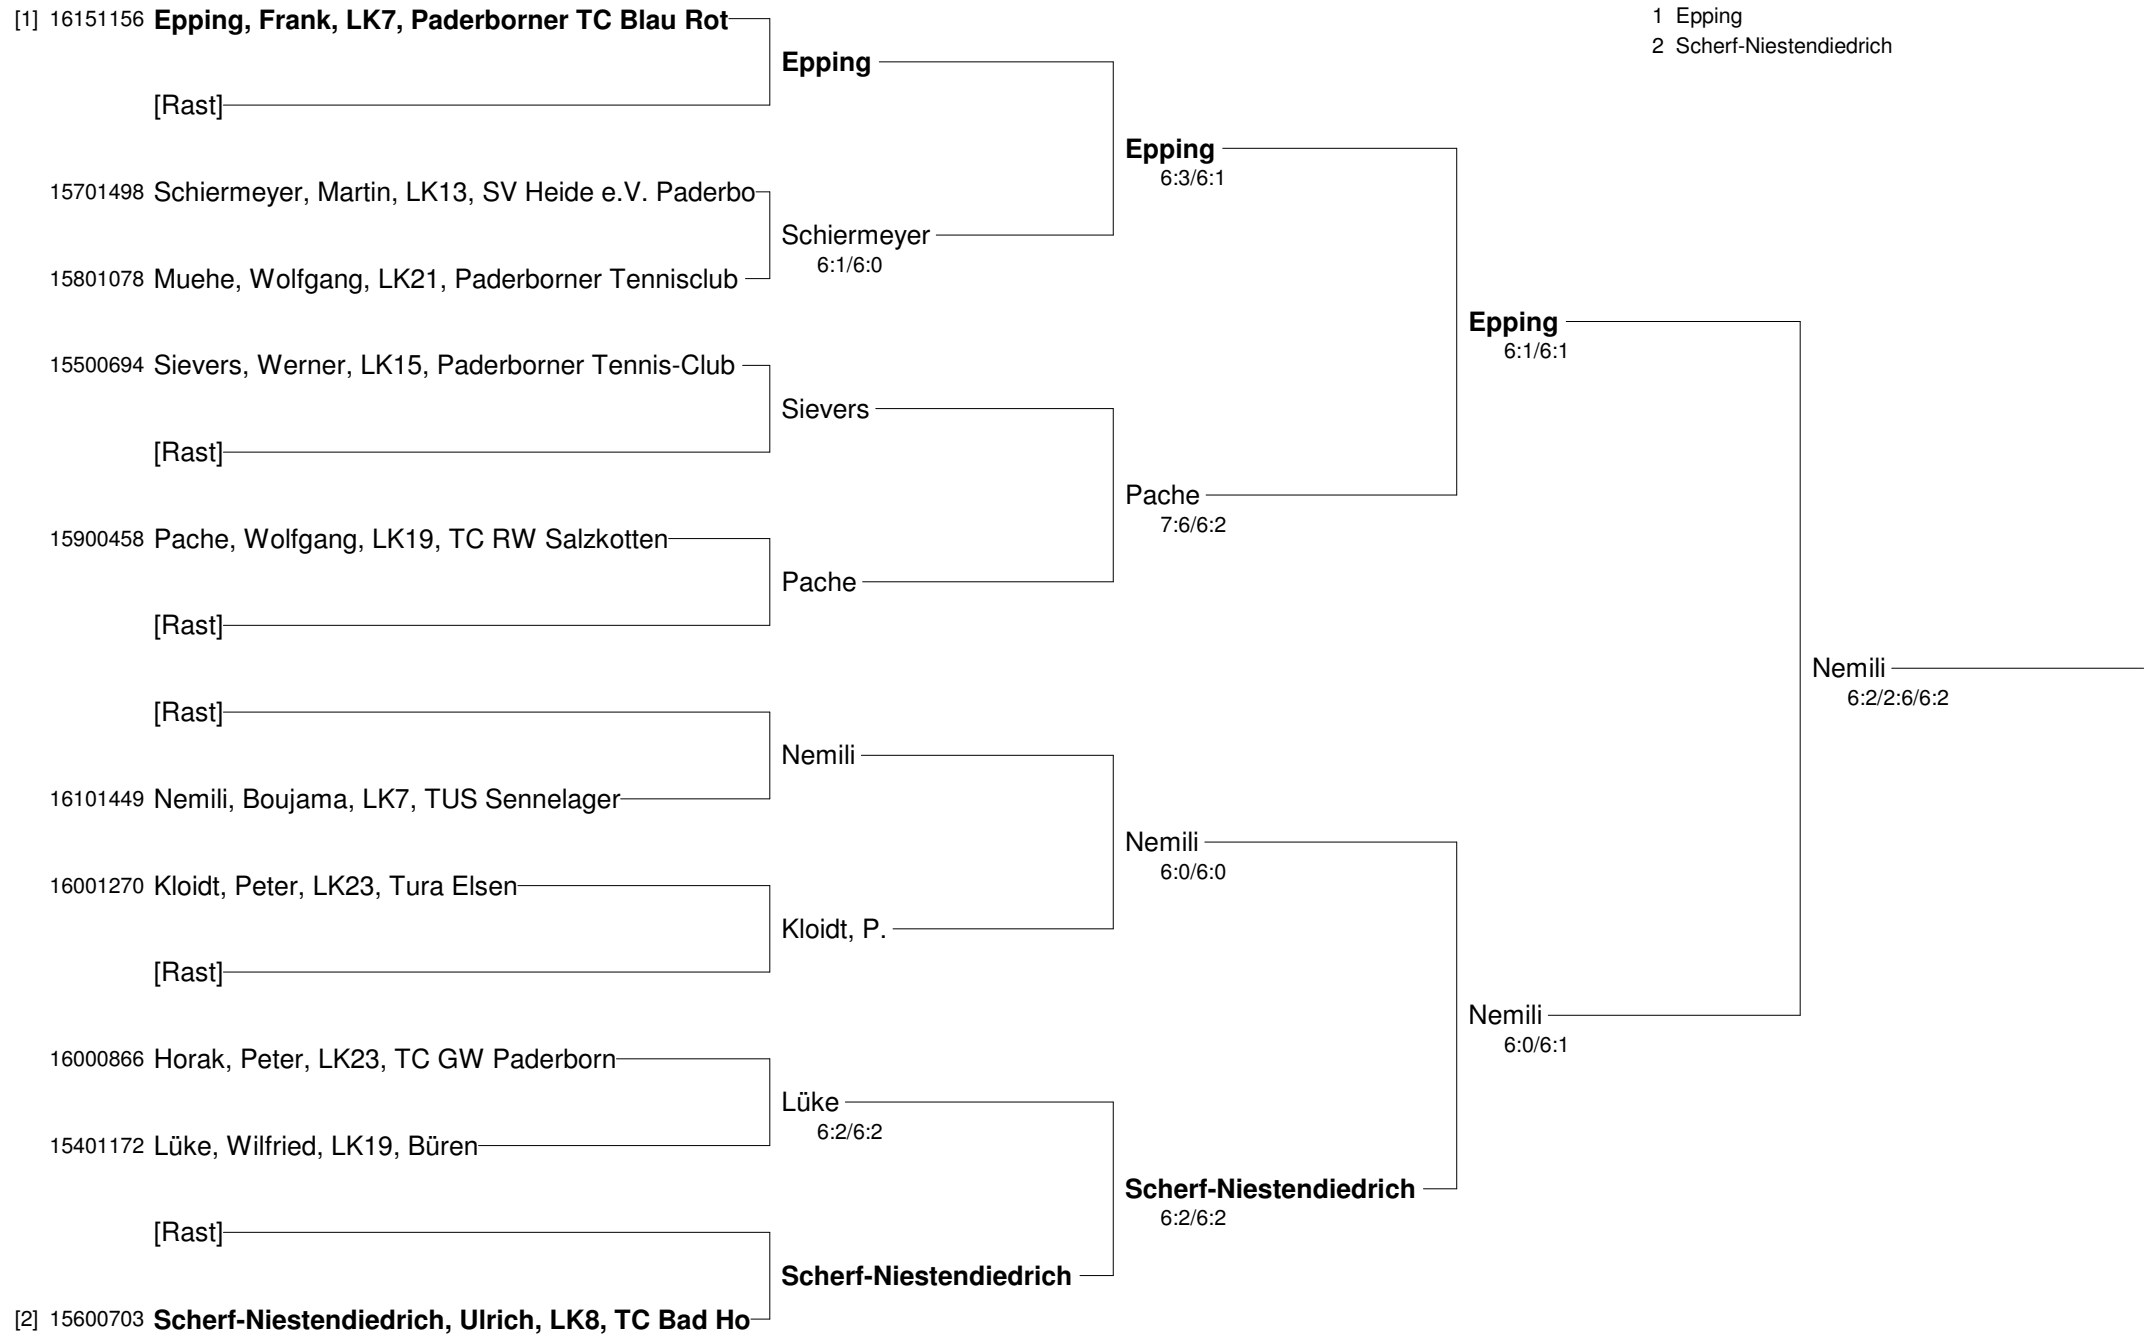 [1] 16151156 Epping, Frank, LK7, Paderborner TC Blau Rot
[Rast]
15701498 Schiermeyer, Martin, LK13, SV Heide e.V. Paderbo
15801078 Muehe, Wolfgang, LK21, Paderborner Tennisclub
15500694 Sievers, Werner, LK15, Paderborner Tennis-Club
[Rast]
15900458 Pache, Wolfgang, LK19, TC RW Salzkotten
[Rast]
[Rast]
16101449 Nemili, Boujama, LK7, TUS Sennelager
16001270 Kloidt, Peter, LK23, Tura Elsen
[Rast]
16000866 Horak, Peter, LK23, TC GW Paderborn
15401172 Lüke, Wilfried, LK19, Büren
[Rast]
[2] 15600703 Scherf-Niestendiedrich, Ulrich, LK8, TC Bad Ho
Epping
Schiermeyer
6:1/6:0
Sievers
Pache
Nemili
Kloidt, P.
Lüke
6:2/6:2
Scherf-Niestendiedrich
Epping
6:3/6:1
Pache
7:6/6:2
Nemili
6:0/6:0
Scherf-Niestendiedrich
6:2/6:2
Epping
6:1/6:1
Nemili
6:0/6:1
Nemili
6:2/2:6/6:2
1 Epping
2 Scherf-Niestendiedrich